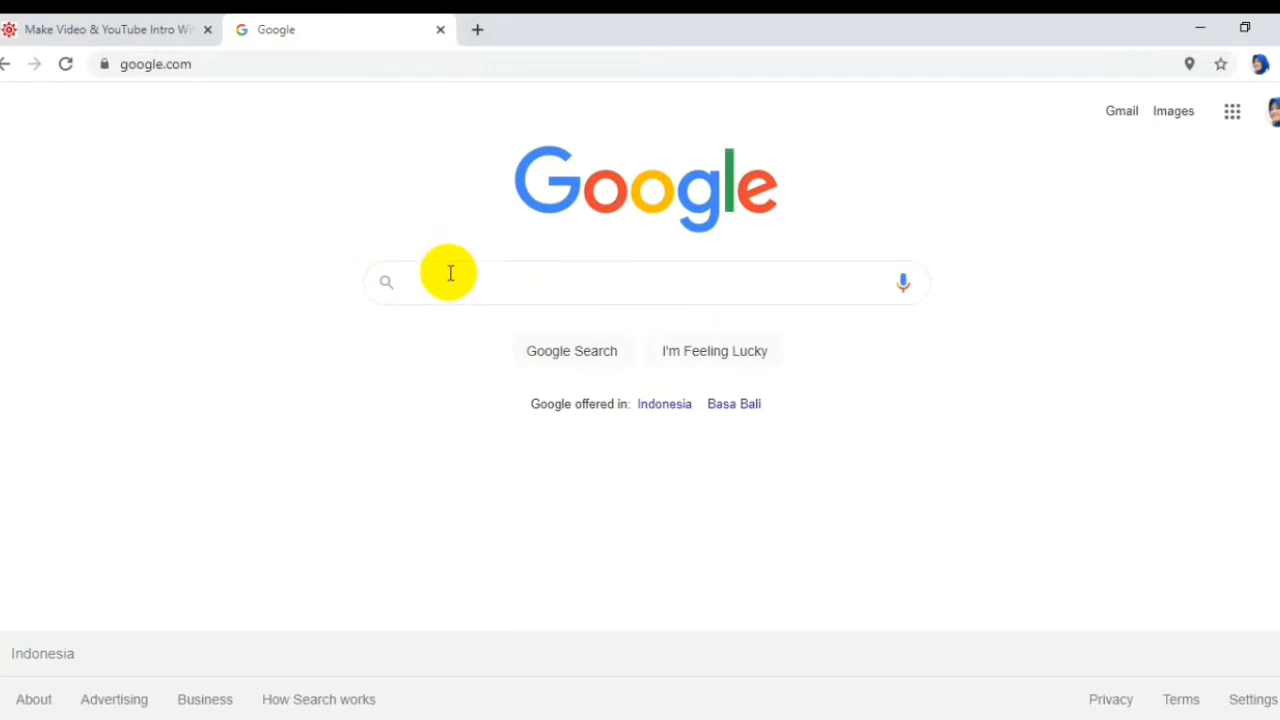 Make Video & YouTube Intro Wit
Google
google.com
Gmail Images
Google
Google Search I'm Feeling Lucky
Google offered in: Indonesia Basa Bali
Indonesia
About Advertising Business How Search works Privacy Terms Settings